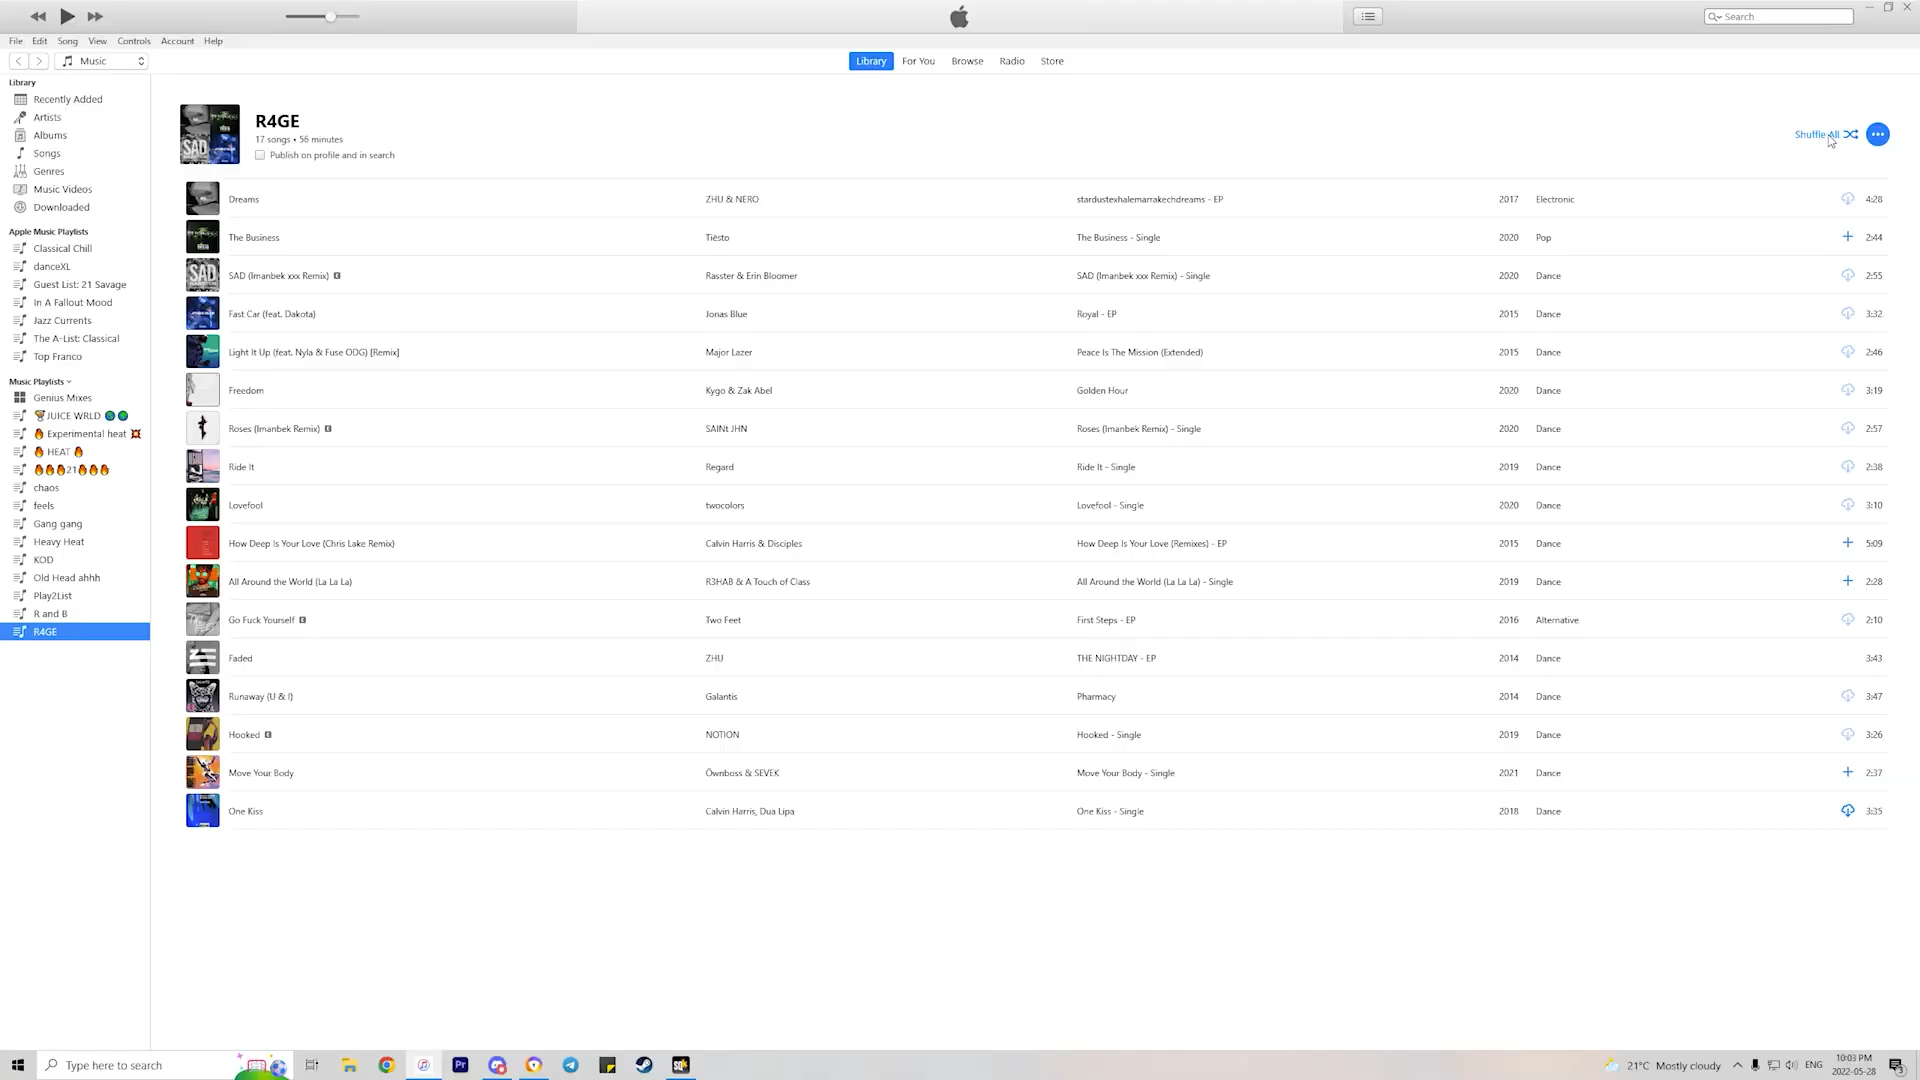 Search
File Edit Song View Controls Account Help
Music
Library For You Browse Radio Store
Library
Recently Added
Artists
Albums
Songs
Genres
Music Videos
Downloaded
Apple Music Playlists
Classical Chill
danceXL
Guest List: 21 Savage
In A Fallout Mood
Jazz Currents
The A-List: Classical
Top Franco
Music Playlists
Genius Mixes
JUICE WRLD
Experimental heat
HEAT
21
chaos
feels
Gang gang
Heavy Heat
KOD
Old Head ahhh
Play2List
R and B
R4GE
R4GE
17 songs • 56 minutes
Publish on profile and in search
Shuffle All
Dreams ZHU & NERO stardustexhalemarrakechdreams - EP 2017 Electronic 4:28
The Business Tiësto The Business - Single 2020 Pop 2:44
SAD (Imanbek xxx Remix) E Rasster & Erin Bloomer SAD (Imanbek xxx Remix) - Single 2020 Dance 2:55
Fast Car (feat. Dakota) Jonas Blue Royal - EP 2015 Dance 3:32
Light It Up (feat. Nyla & Fuse ODG) [Remix] Major Lazer Peace Is The Mission (Extended) 2015 Dance 2:46
Freedom Kygo & Zak Abel Golden Hour 2020 Dance 3:19
Roses (Imanbek Remix) E SAINt JHN Roses (Imanbek Remix) - Single 2020 Dance 2:57
Ride It Regard Ride It - Single 2019 Dance 2:38
Lovefool twocolors Lovefool - Single 2020 Dance 3:10
How Deep Is Your Love (Chris Lake Remix) Calvin Harris & Disciples How Deep Is Your Love (Remixes) - EP 2015 Dance 5:09
All Around the World (La La La) R3HAB & A Touch of Class All Around the World (La La La) - Single 2019 Dance 2:28
Go Fuck Yourself E Two Feet First Steps - EP 2016 Alternative 2:10
Faded ZHU THE NIGHTDAY - EP 2014 Dance 3:43
Runaway (U & I) Galantis Pharmacy 2014 Dance 3:47
Hooked E NOTION Hooked - Single 2019 Dance 3:26
Move Your Body Öwnboss & SEVEK Move Your Body - Single 2021 Dance 2:37
One Kiss Calvin Harris, Dua Lipa One Kiss - Single 2018 Dance 3:35
Type here to search
Pr
21°C Mostly cloudy
ENG
10:03 PM
2022-05-28
SAD
SAD